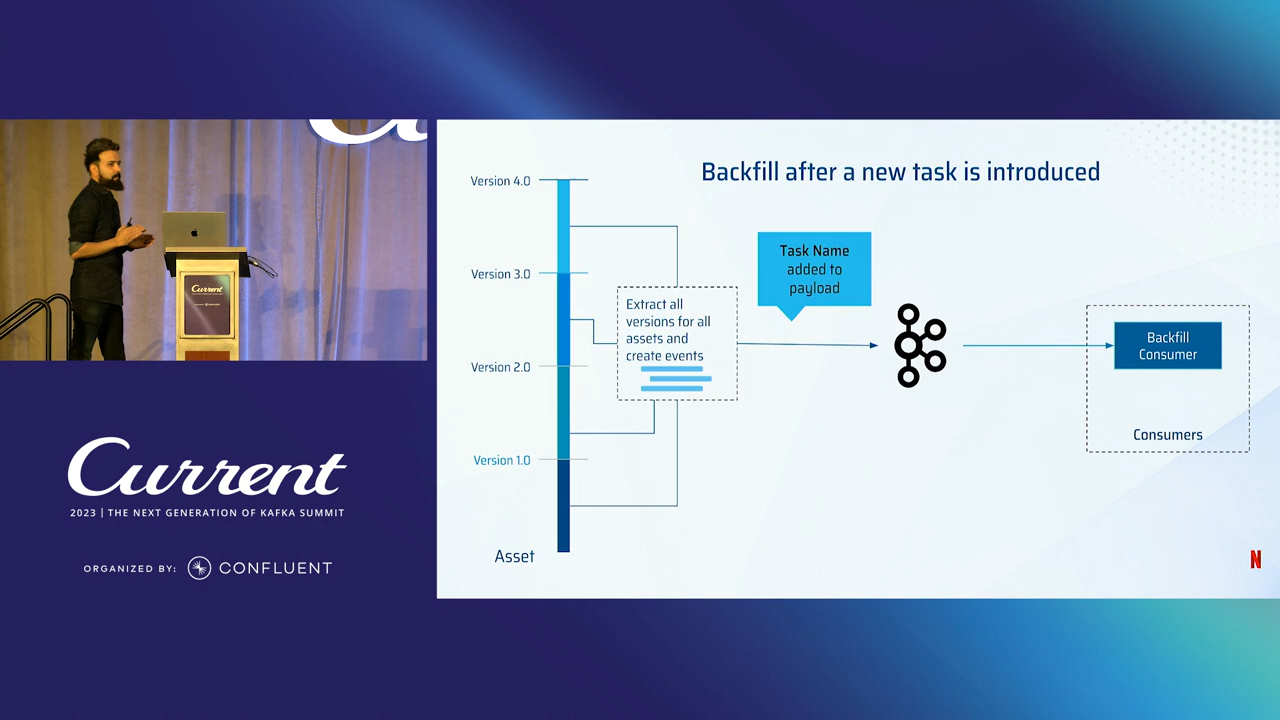 Backfill after a new task is introduced
Version 4.0
Version 3.0
Version 2.0
Version 1.0
Asset
Extract all
versions for all
assets and
create events
Task Name
added to
payload
Backfill
Consumer
Consumers
N
Current
Current
2023 | THE NEXT GENERATION OF KAFKA SUMMIT
ORGANIZED BY: CONFLUENT